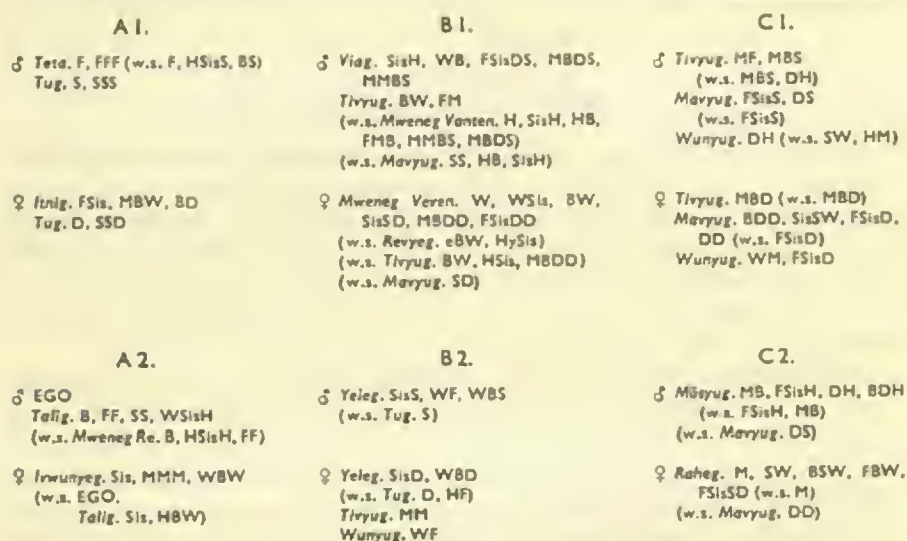 A1.
♂ Teta. F, FFF (w.s. F, HSisS, BS)
Tug. S, SSS
♀ Itnig. FSis, MBW, BD
Tug. D, SSD
B1.
♂ Viag. SisH, WB, FSisDS, MBDS,
MMBS
Tivyug. BW, FM
(w.s. Mweneg Vanten. H, SisH, HB,
FMB, MMBS, MBDS)
(w.s. Mavyug. SS, HB, SisH)
♀ Mweneg Veren. W, WSis, BW,
SisSD, MBDD, FSisDD
(w.s. Revyeg. eBW, HySis)
(w.s. Tivyug. BW, HSis, MBDD)
(w.s. Mavyug. SD)
C1.
♂ Tivyug. MF, MBS
(w.s. MBS, DH)
Mavyug. FSisS, DS
(w.s. FSisS)
Wunyug. DH (w.s. SW, HM)
♀ Tivyug. MBD (w.s. MBD)
Mavyug. BDD, SisSW, FSisD,
DD (w.s. FSisD)
Wunyug. WM, FSisD
A2.
♂ EGO
Talig. B, FF, SS, WSisH
(w.s. Mweneg Re. B, HSisH, FF)
♀ Irwunyeg. Sis, MMM, WBW
(w.s. EGO.
Talig. Sis, HBW)
B2.
♂ Yeleg. SisS, WF, WBS
(w.s. Tug. S)
♀ Yeleg. SisD, WBD
(w.s. Tug. D, HF)
Tivyug. MM
Wunyug. WF
C2.
♂ MB, FSisH, DH, BDH
(w.s. FSisH, MB)
(w.s. Mavyug. DS)
♀ Raheg. M, SW, BSW, FBW,
FSisSD (w.s. M)
(w.s. Mavyug. DD)